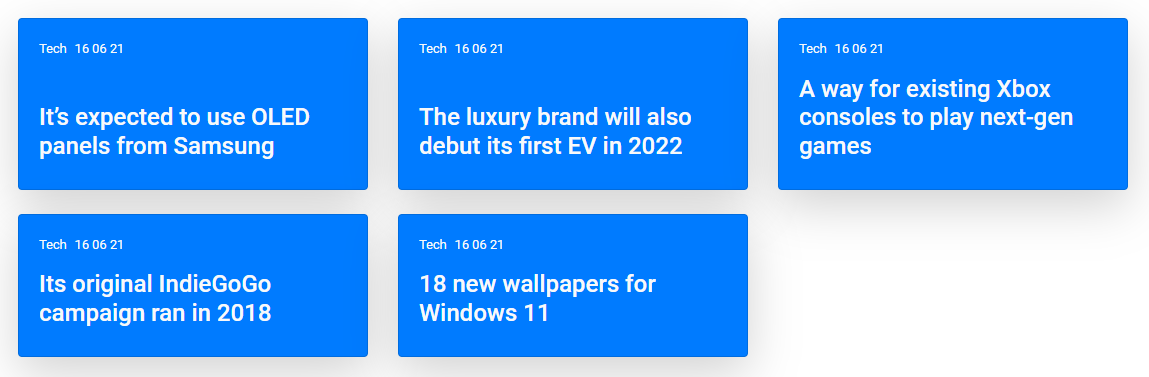 Tech 16 06 21
It’s expected to use OLED
panels from Samsung
Tech 16 06 21
The luxury brand will also
debut its first EV in 2022
Tech 16 06 21
A way for existing Xbox
consoles to play next-gen
games
Tech 16 06 21
Its original IndieGoGo
campaign ran in 2018
Tech 16 06 21
18 new wallpapers for
Windows 11